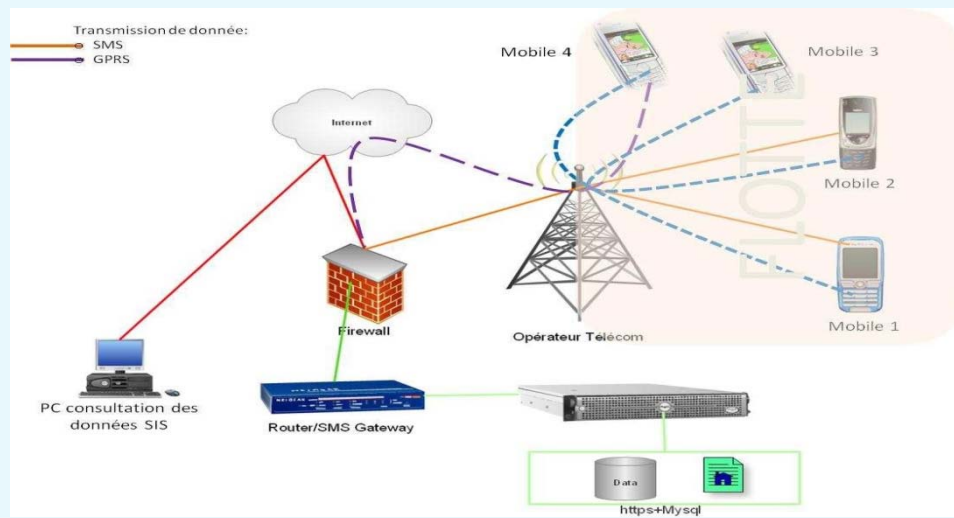 Transmission de donnée:
SMS
GPRS
Mobile 4
Mobile 3
Internet
FLOTTE
Mobile 2
Mobile 1
Firewall
Opérateur Télécom
PC consultation des
données SIS
Router/SMS Gateway
Data
https+Mysql